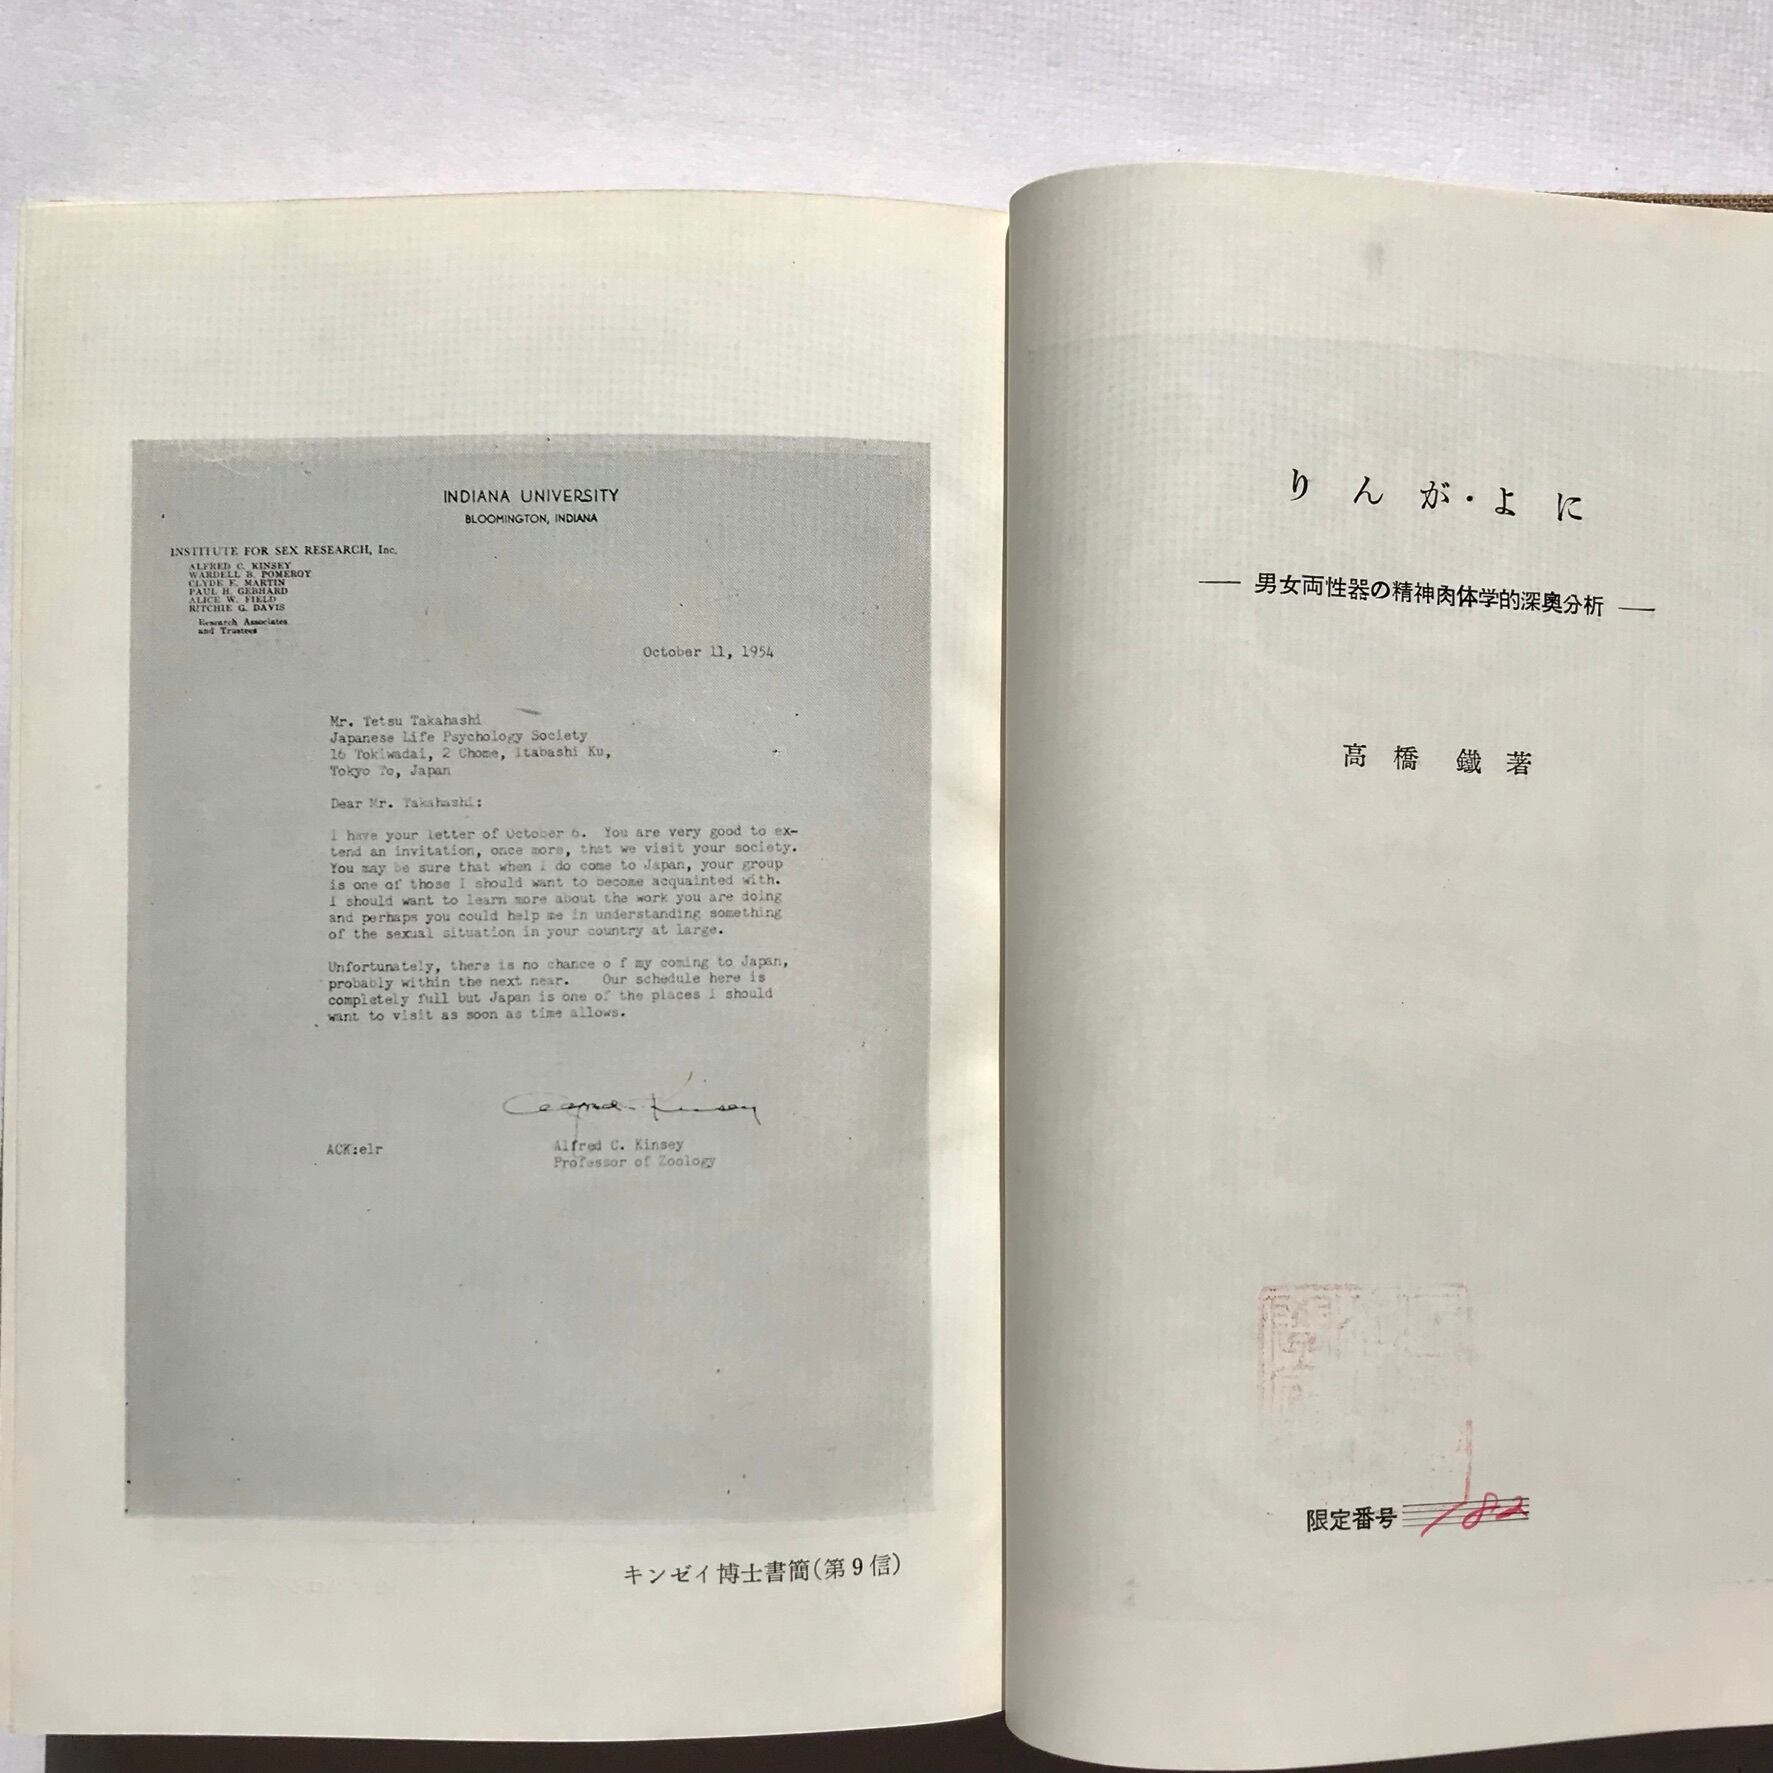 INDIANA UNIVERSITY
BLOOMINGTON, INDIANA
INSTITUTE FOR SEX RESEARCH, Inc.
ALFRED C. KINSEY
WARDELL B. POMEROY
CLYDE E. MARTIN
PAUL H. GEBHARD
ALICE W. FIELD
RITCHIE G. DAVIS
Research Associates
and Trustees
October 11, 1954
Mr. Tetsu Takahashi
Japanese Life Psychology Society
16 Tokiwadai, 2 Chome, Itabashi Ku,
Tokyo To, Japan
Dear Mr. Takahashi:
I have your letter of October 6. You are very good to ex-
tend an invitation, once more, that we visit your society.
You may be sure that when I do come to Japan, your group
is one of those I should want to become acquainted with.
I should want to learn more about the work you are doing
and perhaps you could help me in understanding something
of the sexual situation in your country at large.
Unfortunately, there is no chance o f my coming to Japan,
probably within the next near. Our schedule here is
completely full but Japan is one of the places I should
want to visit as soon as time allows.
Alfred C. Kinsey
ACK:elr
Alfred C. Kinsey
Professor of Zoology
キンゼイ博士書簡(第9信)
りんが・よに
— 男女両性器の精神肉体学的深奥分析 —
高橋 鐵 著
限定番号 182